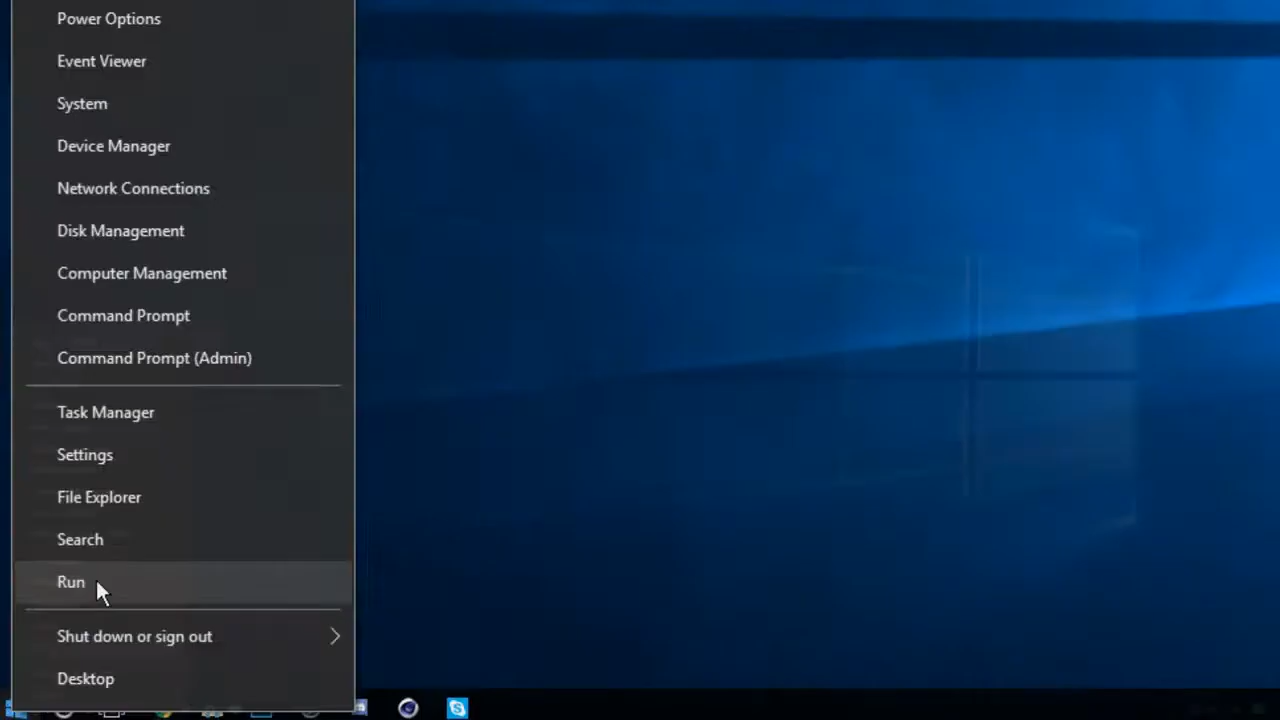 Power Options
Event Viewer
System
Device Manager
Network Connections
Disk Management
Computer Management
Command Prompt
Command Prompt (Admin)
Task Manager
Settings
File Explorer
Search
Run
Shut down or sign out
Desktop